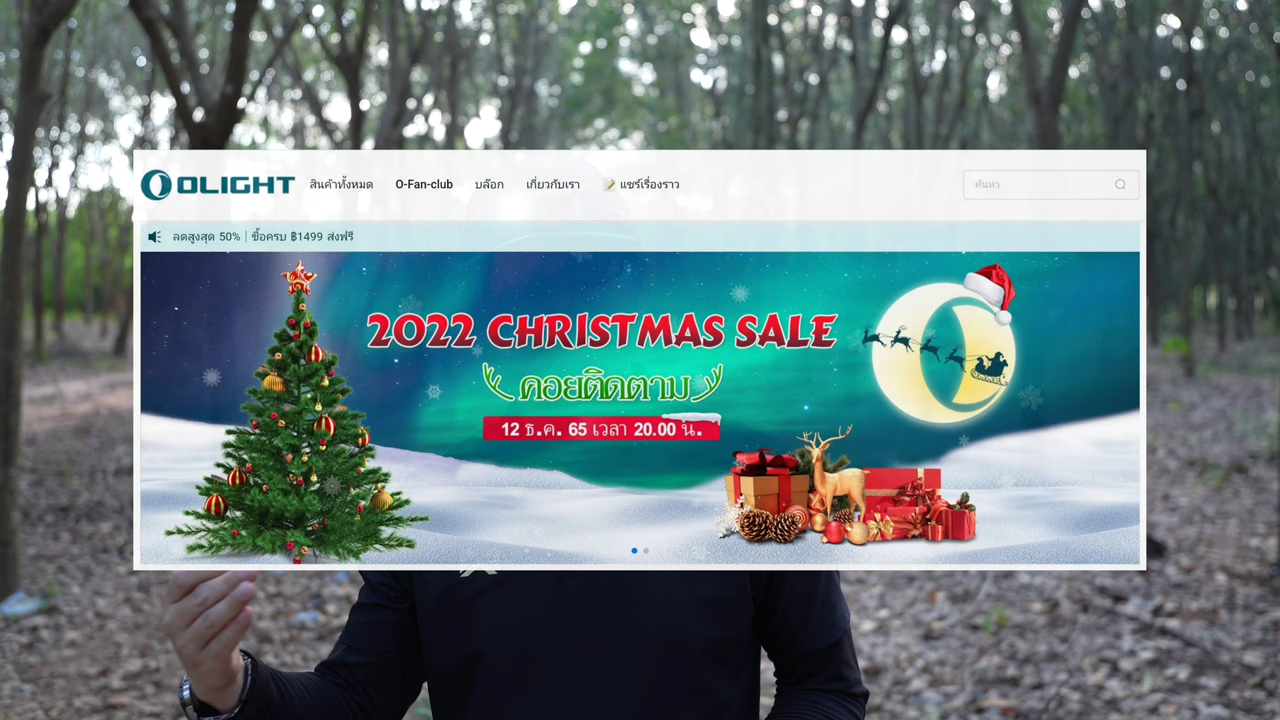 OLIGHT สินค้าทั้งหมด O-Fan-club บล๊อก เกี่ยวกับเรา แชร์เรื่องราว ค้นหา
ลดสูงสุด 50% | ซื้อครบ ฿1499 ส่งฟรี
2022 CHRISTMAS SALE
คอยติดตาม
12 ธ.ค. 65 เวลา 20.00 น.